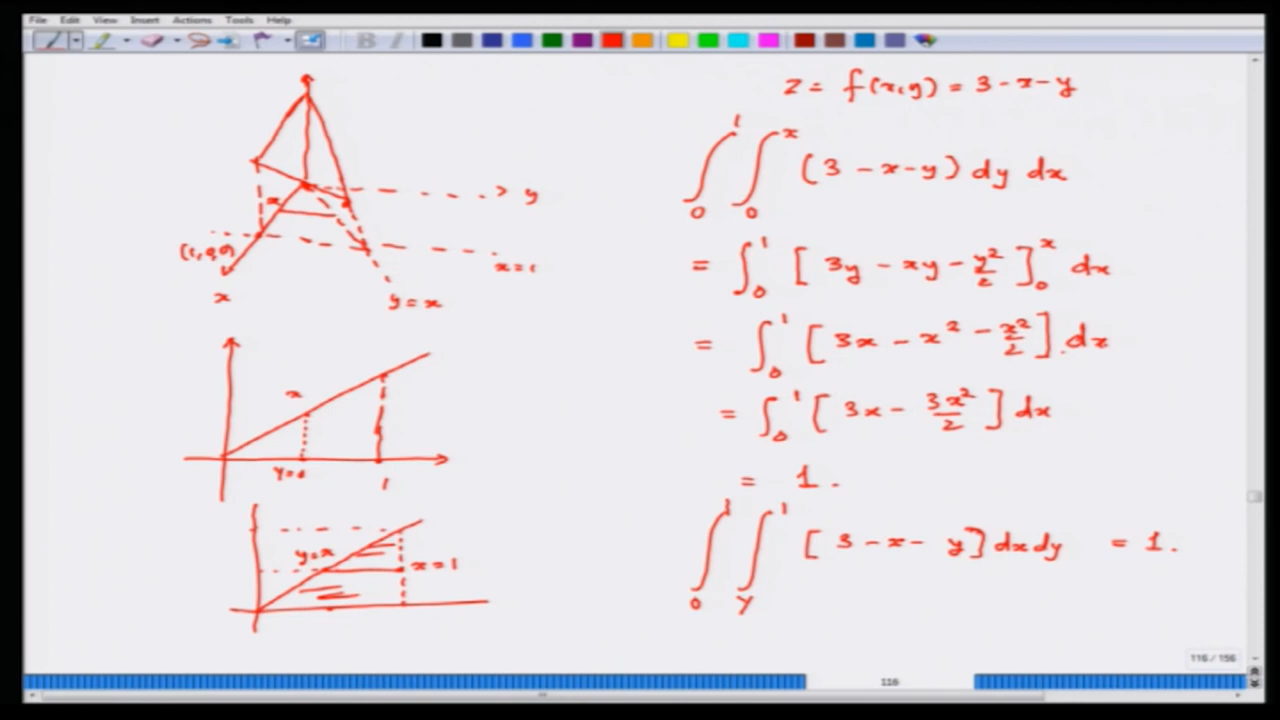 File Edit View Insert Actions Tools Help
z = f(x,y) = 3-x-y
∫₀¹ ∫₀ˣ (3 - x - y) dy dx
= ∫₀¹ [3y - xy - y²/2]₀ˣ dx
= ∫₀¹ [3x - x² - x²/2] dx
= ∫₀¹ [3x - 3x²/2] dx
= 1.
∫₀¹ ∫ᵧ¹ [3 - x - y] dx dy = 1.
y
x=1
x
y=x
x
y=0
1
y=x
x=1
116 / 156
116